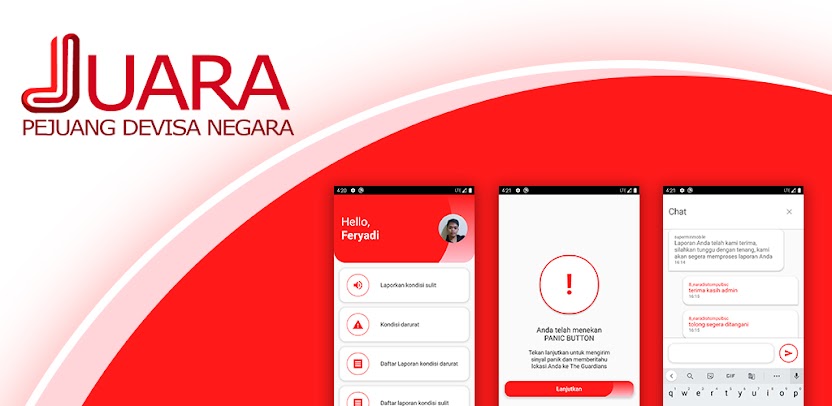 JUARA
PEJUANG DEVISA NEGARA
4:20
LTE
Hello,
Feryadi
Laporkan kondisi sulit
Kondisi darurat
Daftar Laporan kondisi darurat
Daftar laporan kondisi sulit
4:21
LTE
!
Anda telah menekan
PANIC BUTTON
Tekan lanjutkan untuk mengirim
sinyal panik dan memberitahu
lokasi Anda ke The Guardians
Lanjutkan
4:21
LTE
Chat
×
Laporan Anda telah kami terima,
silahkan tunggu dengan tenang, kami
akan segera memproses laporan Anda
16:14
terima kasih admin
16:15
tolong segera ditangani
16:15
GIF
q w e r t y u i o p